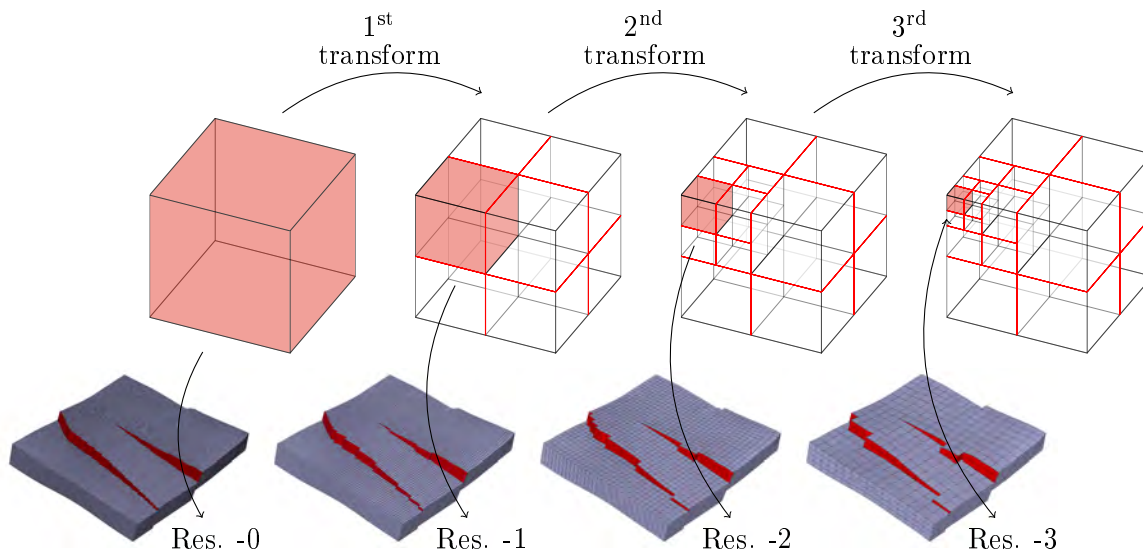 1st
transform
2nd
transform
3rd
transform
Res. -0
Res. -1
Res. -2
Res. -3